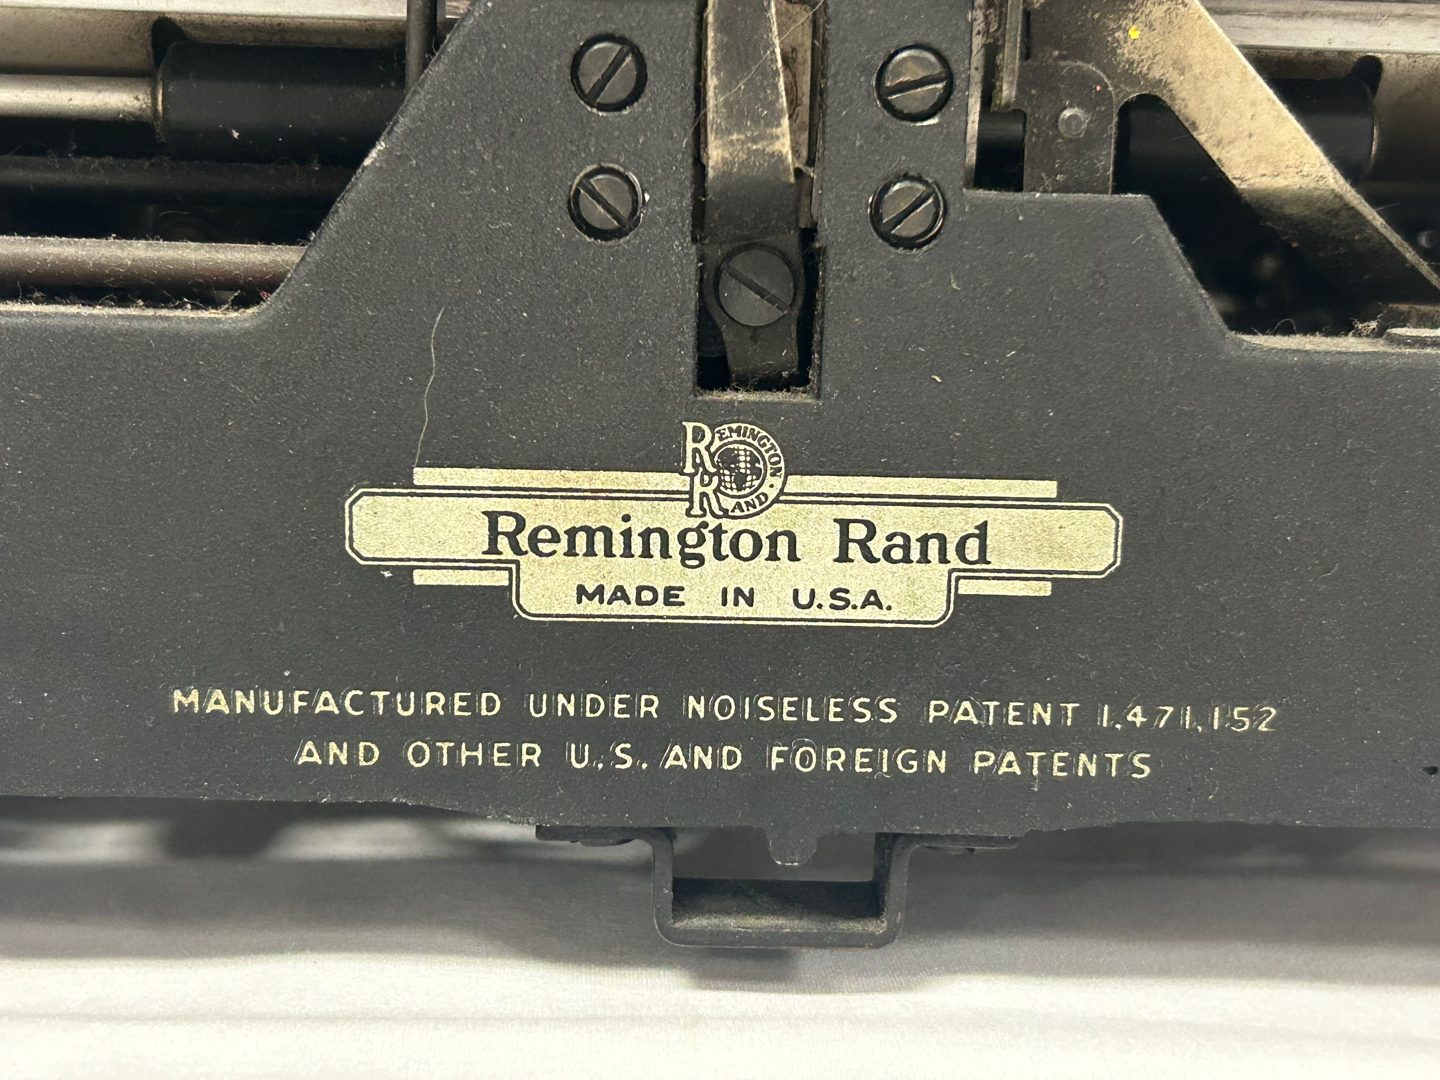 REMINGTON RAND
Remington Rand
MADE IN U.S.A.
MANUFACTURED UNDER NOISELESS PATENT 1,471,152
AND OTHER U.S. AND FOREIGN PATENTS